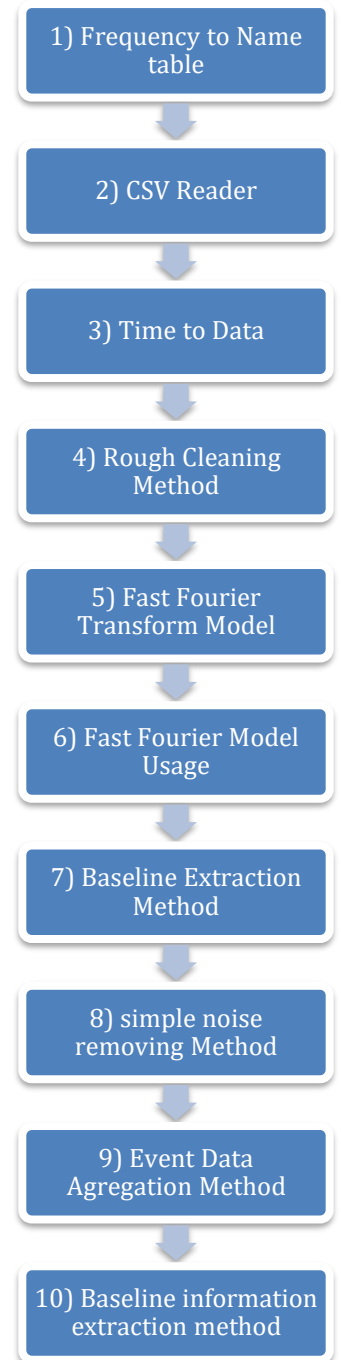 1) Frequency to Name
table
2) CSV Reader
3) Time to Data
4) Rough Cleaning
Method
5) Fast Fourier
Transform Model
6) Fast Fourier Model
Usage
7) Baseline Extraction
Method
8) simple noise
removing Method
9) Event Data
Agregation Method
10) Baseline information
extraction method